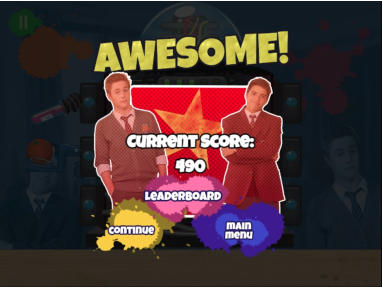 AWESOME!
CURRENT SCORE:
490
LEADERBOARD
CONTINUE
MAIN
MENU